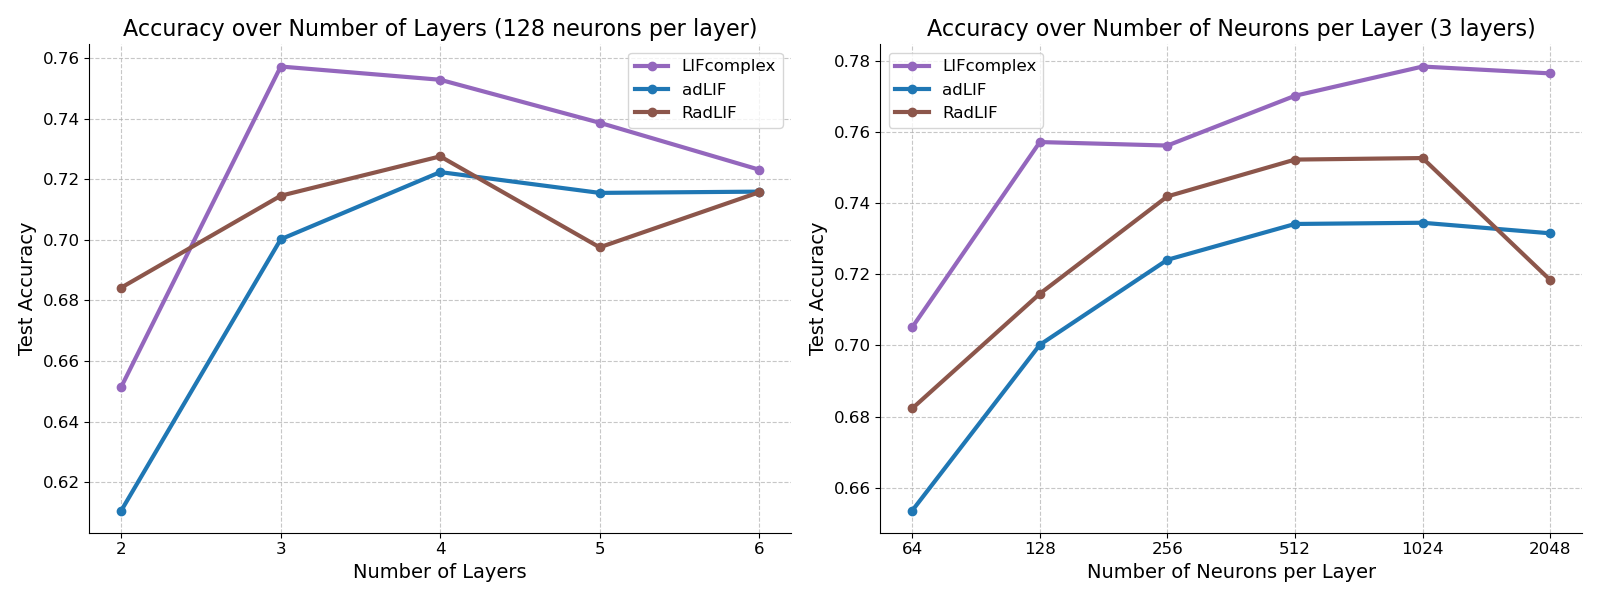 Accuracy over Number of Layers (128 neurons per layer)
Test Accuracy
0.76
0.74
0.72
0.70
0.68
0.66
0.64
0.62
LIFcomplex
adLIF
RadLIF
2 3 4 5 6
Number of Layers
Accuracy over Number of Neurons per Layer (3 layers)
Test Accuracy
0.78
0.76
0.74
0.72
0.70
0.68
0.66
LIFcomplex
adLIF
RadLIF
64 128 256 512 1024 2048
Number of Neurons per Layer